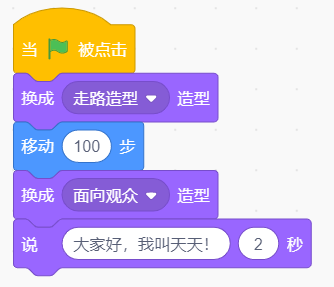 当 被点击
换成 走路造型 造型
移动 100 步
换成 面向观众 造型
说 大家好，我叫天天！ 2 秒